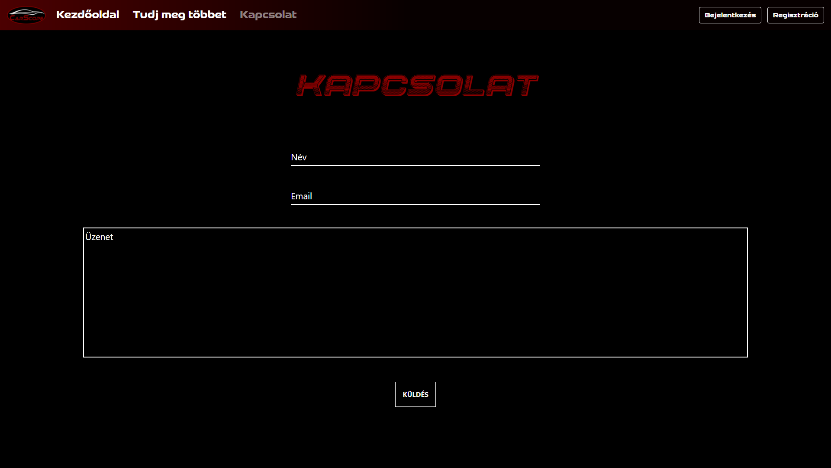 Kezdőoldal Tudj meg többet Kapcsolat Bejelentkezés Regisztráció
KAPCSOLAT
Név
Email
Üzenet
KÜLDÉS